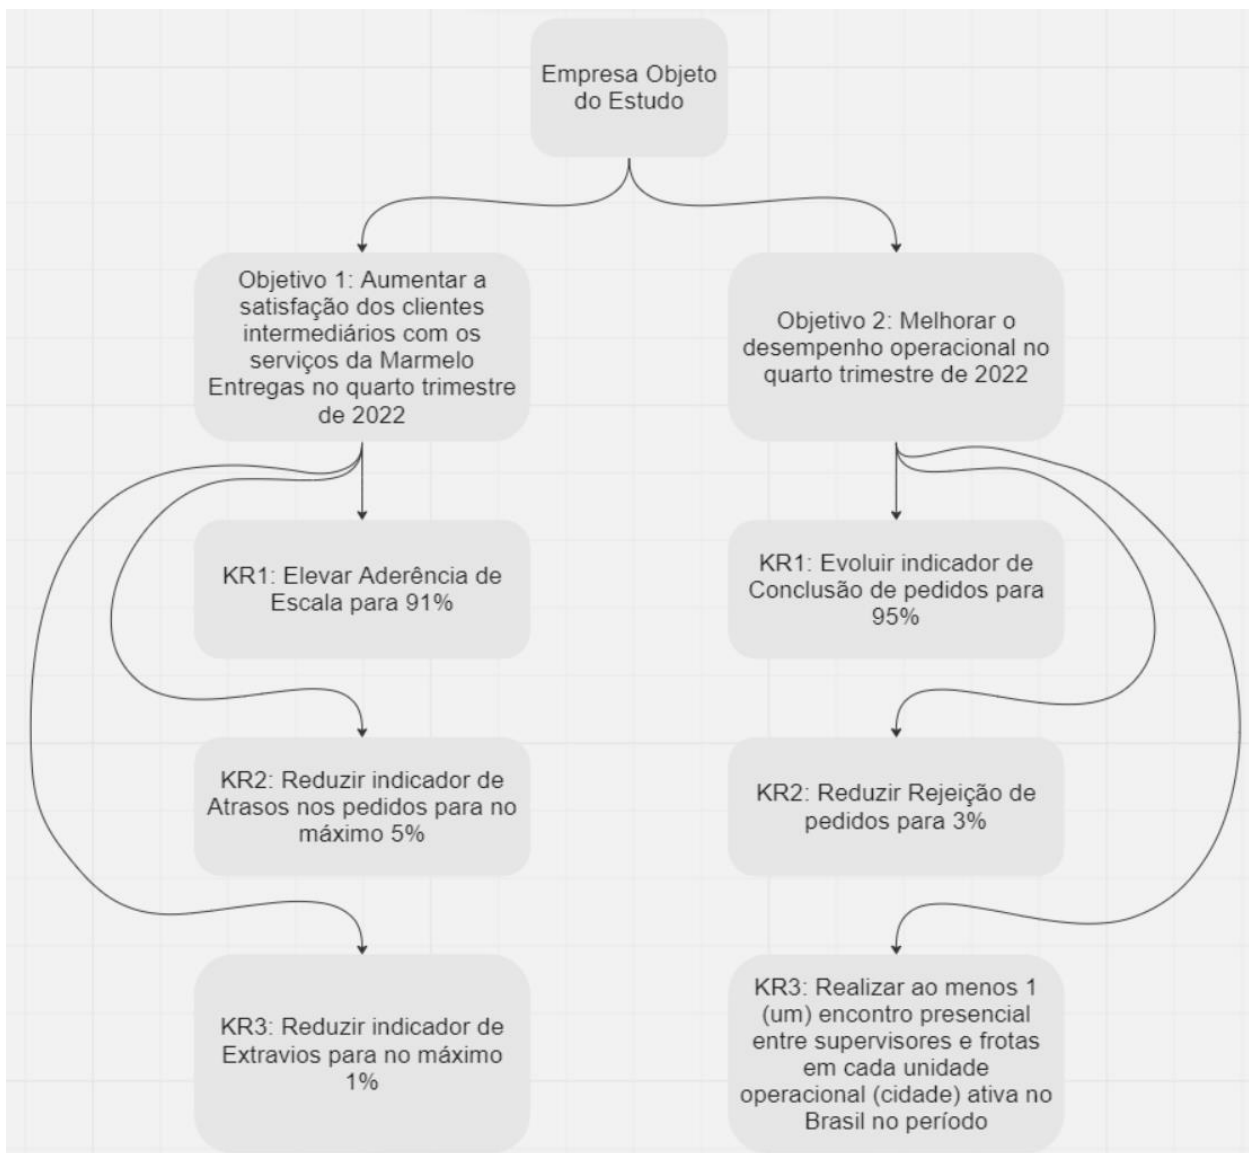 Empresa Objeto
do Estudo
Objetivo 1: Aumentar a
satisfação dos clientes
intermediários com os
serviços da Marmelo
Entregas no quarto trimestre
de 2022
Objetivo 2: Melhorar o
desempenho operacional no
quarto trimestre de 2022
KR1: Elevar Aderência de
Escala para 91%
KR1: Evoluir indicador de
Conclusão de pedidos para
95%
KR2: Reduzir indicador de
Atrasos nos pedidos para no
máximo 5%
KR2: Reduzir Rejeição de
pedidos para 3%
KR3: Reduzir indicador de
Extravios para no máximo
1%
KR3: Realizar ao menos 1
(um) encontro presencial
entre supervisores e frotas
em cada unidade
operacional (cidade) ativa no
Brasil no período